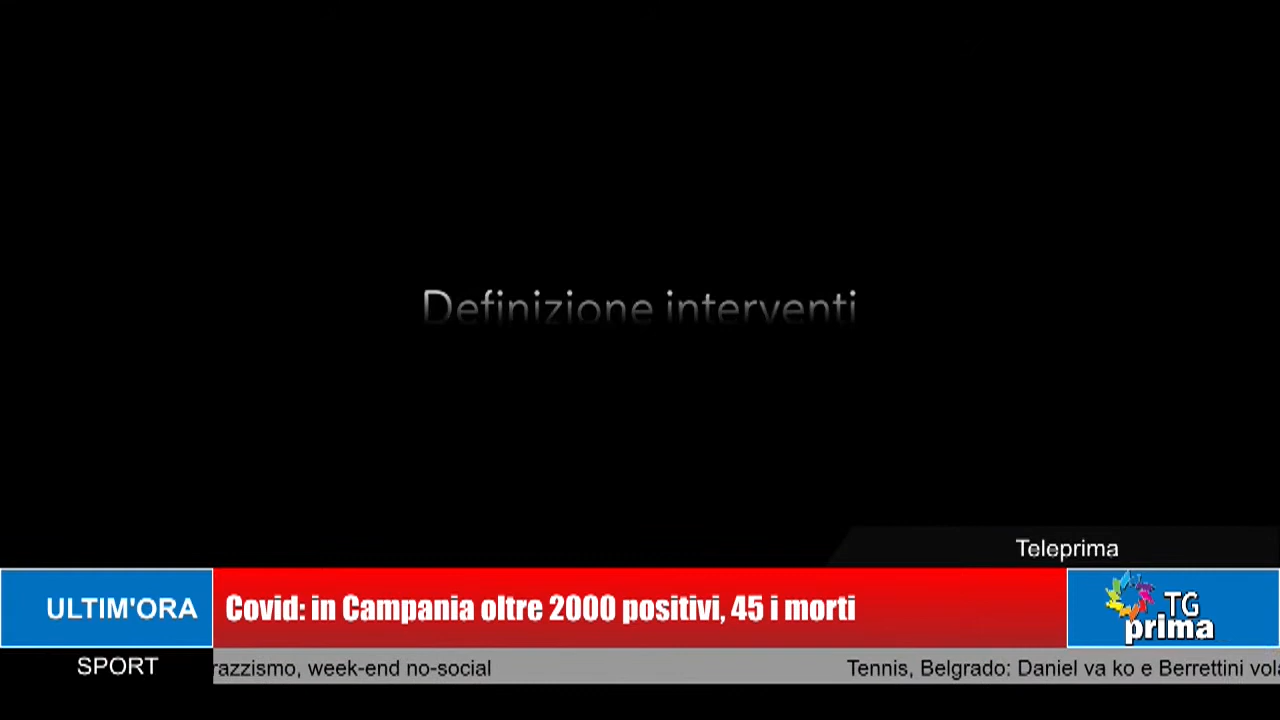 Definizione interventi
Teleprima
ULTIM'ORA
Covid: in Campania oltre 2000 positivi, 45 i morti
TG
prima
SPORT
razzismo, week-end no-social
Tennis, Belgrado: Daniel va ko e Berrettini vola